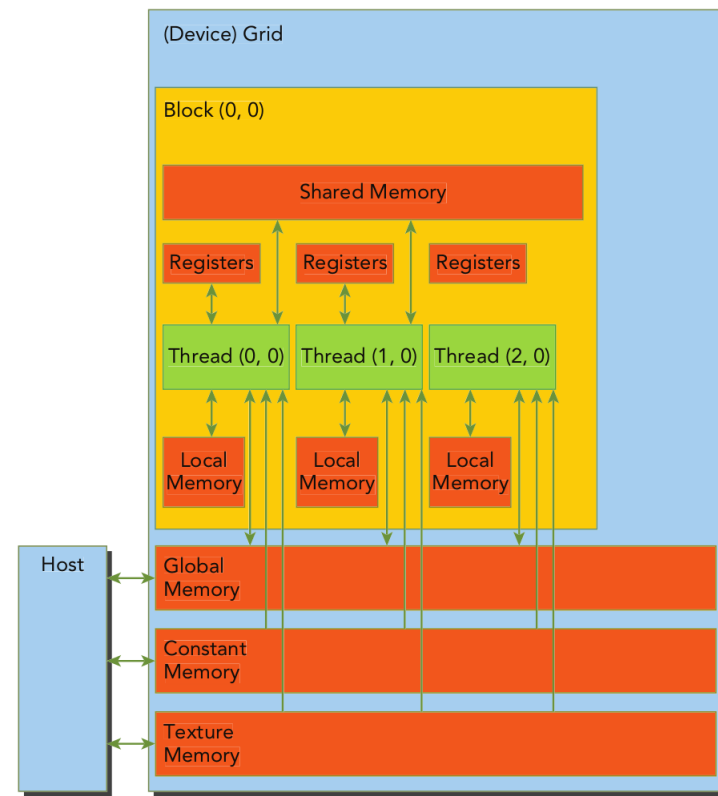 (Device) Grid
Block (0, 0)
Shared Memory
Registers
Registers
Registers
Thread (0, 0)
Thread (1, 0)
Thread (2, 0)
Local
Memory
Local
Memory
Local
Memory
Host
Global
Memory
Constant
Memory
Texture
Memory